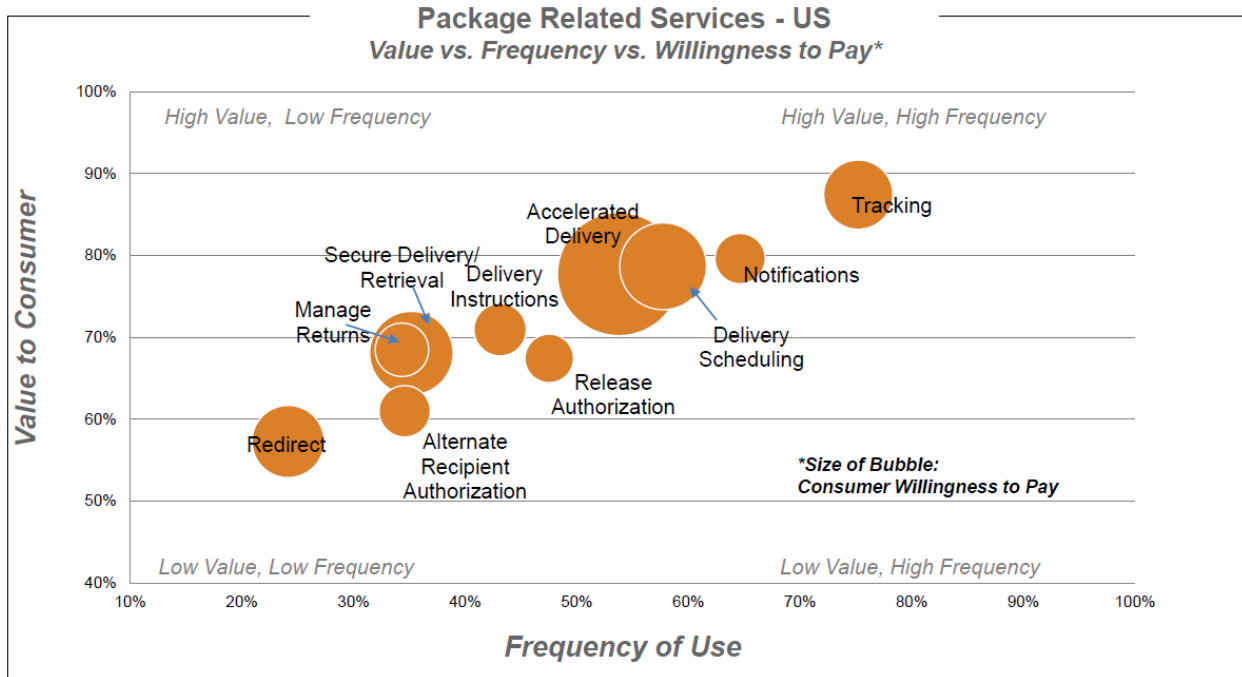 Package Related Services - US
Value vs. Frequency vs. Willingness to Pay*
Value to Consumer
100%
90%
80%
70%
60%
50%
40%
High Value, Low Frequency
High Value, High Frequency
Tracking
Accelerated
Delivery
Secure Delivery/
Retrieval
Delivery
Instructions
Notifications
Manage
Returns
Delivery
Scheduling
Release
Authorization
Redirect
Alternate
Recipient
Authorization
*Size of Bubble:
Consumer Willingness to Pay
Low Value, Low Frequency
Low Value, High Frequency
10%
20%
30%
40%
50%
60%
70%
80%
90%
100%
Frequency of Use